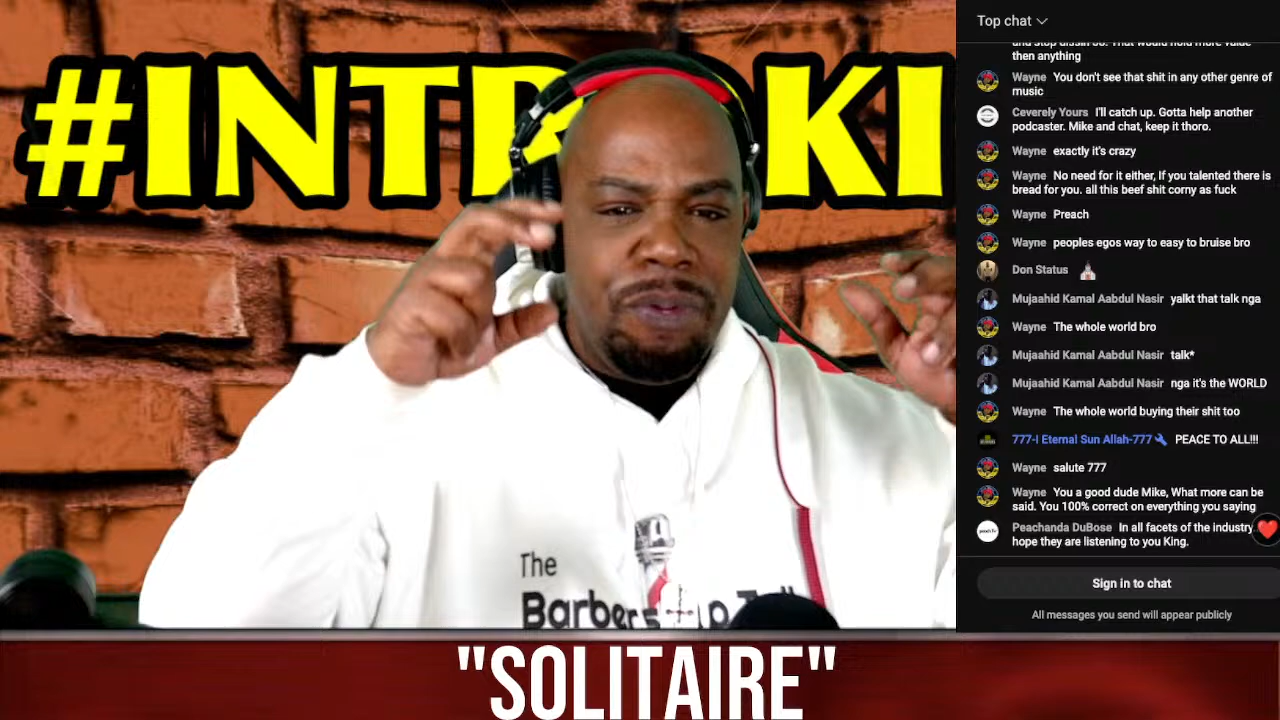 #INTR KI
The
Barbers p T
"SOLITAIRE"
Top chat
and stop dissin so. That would hold more value
then anything
Wayne You don't see that shit in any other genre of
music
Ceverely Yours I'll catch up. Gotta help another
podcaster. Mike and chat, keep it thoro.
Wayne exactly it's crazy
Wayne No need for it either, If you talented there is
bread for you. all this beef shit corny as fuck
Wayne Preach
Wayne peoples egos way to easy to bruise bro
Don Status
Mujaahid Kamal Aabdul Nasir yalkt that talk nga
Wayne The whole world bro
Mujaahid Kamal Aabdul Nasir talk*
Mujaahid Kamal Aabdul Nasir nga it's the WORLD
Wayne The whole world buying their shit too
777-I Eternal Sun Allah-777 PEACE TO ALL!!!
Wayne salute 777
Wayne You a good dude Mike, What more can be
said. You 100% correct on everything you saying
Peachanda DuBose In all facets of the industry
hope they are listening to you King.
Sign in to chat
All messages you send will appear publicly